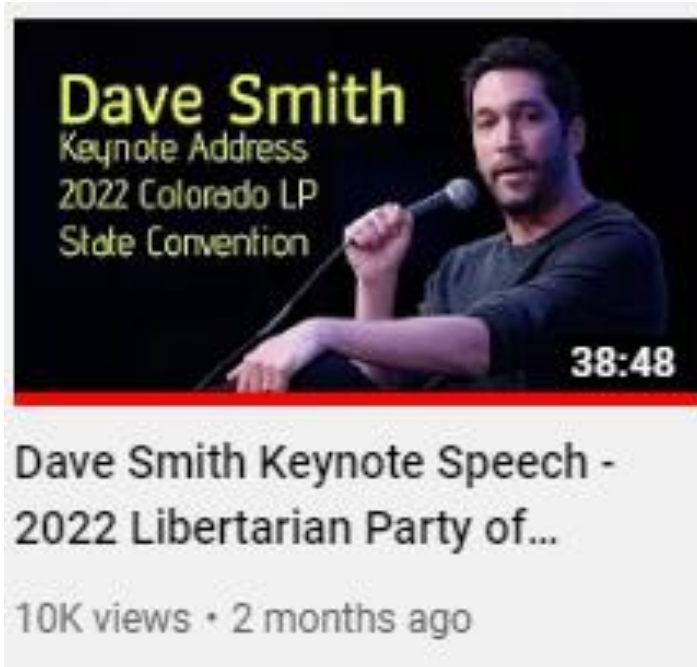 Dave Smith
Keynote Address
2022 Colorado LP
State Convention
38:48
Dave Smith Keynote Speech -
2022 Libertarian Party of...
10K views • 2 months ago